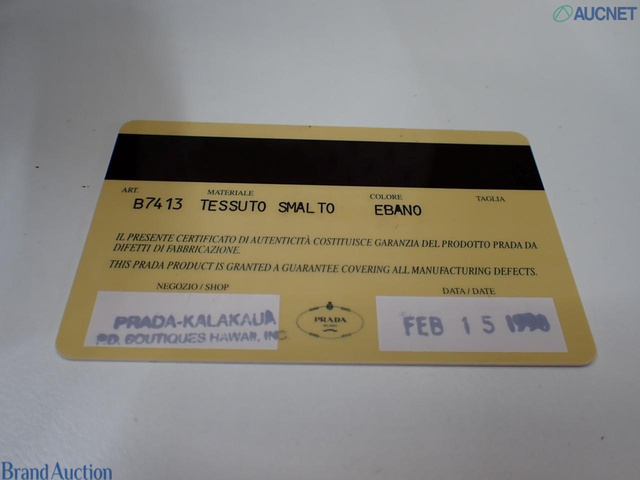 AUCNET
ART. MATERIALE COLORE TAGLIA
B7413 TESSUTO SMALTO EBANO
IL PRESENTE CERTIFICATO DI AUTENTICITÀ COSTITUISCE GARANZIA DEL PRODOTTO PRADA DA
DIFETTI DI FABBRICAZIONE.
THIS PRADA PRODUCT IS GRANTED A GUARANTEE COVERING ALL MANUFACTURING DEFECTS.
NEGOZIO / SHOP DATA / DATE
PRADA-KALAKAUA
P.D. BOUTIQUES HAWAII, INC.
PRADA
FEB 15
Brand Auction